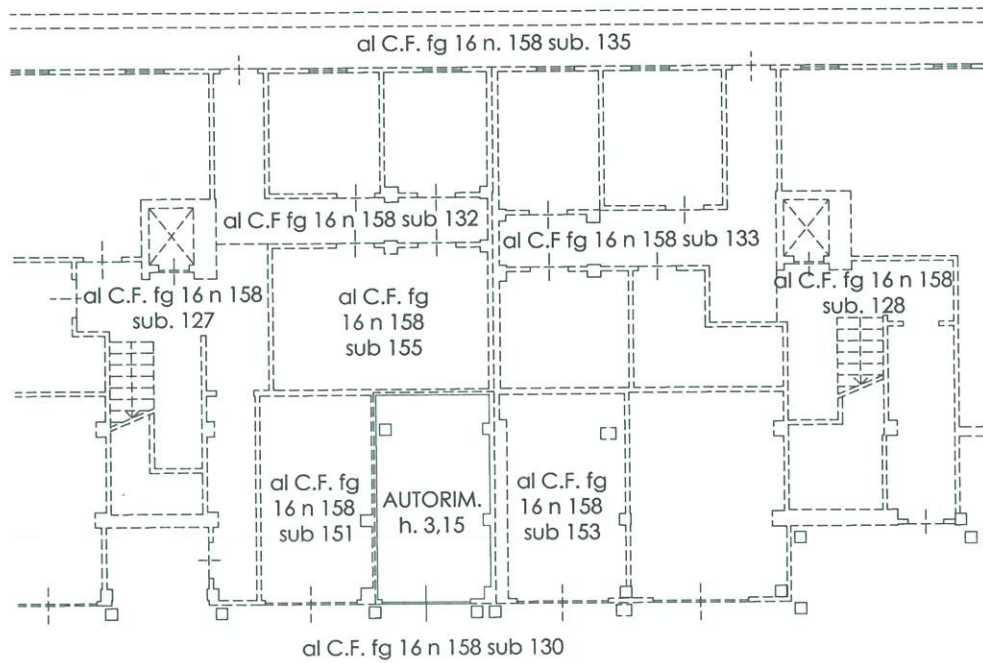 al C.F. fg 16 n. 158 sub. 135
al C.F fg 16 n 158 sub 132
al C.F fg 16 n 158 sub 133
al C.F. fg 16 n 158
sub. 127
al C.F. fg
16 n 158
sub 155
al C.F. fg 16 n 158
sub. 128
al C.F. fg
16 n 158
sub 151
AUTORIM.
h. 3,15
al C.F. fg
16 n 158
sub 153
al C.F. fg 16 n 158 sub 130